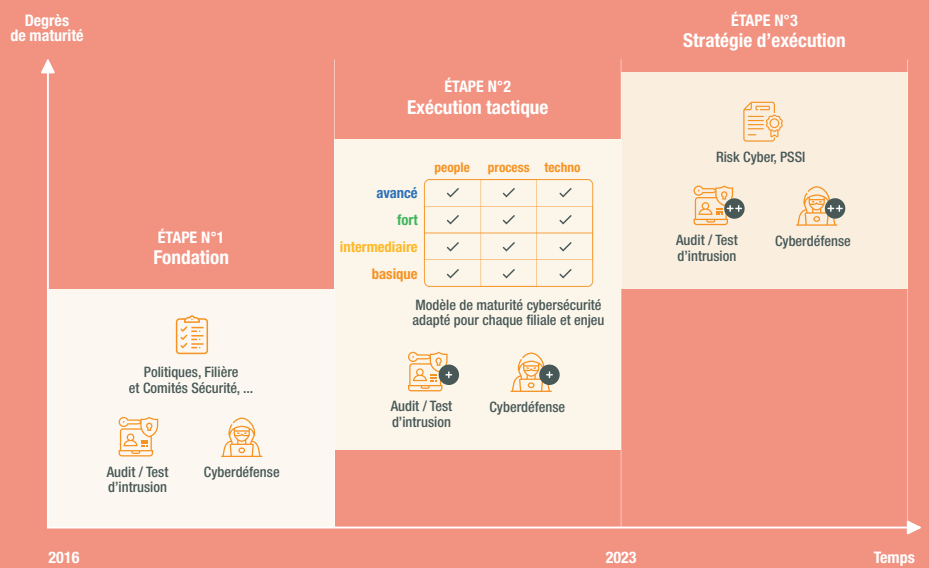 Degrès
de maturité
ÉTAPE N°1
Fondation
Politiques, Filière
et Comités Sécurité, ...
Audit / Test
d'intrusion
Cyberdéfense
ÉTAPE N°2
Exécution tactique
people process techno
avancé
fort
intermediaire
basique
Modèle de maturité cybersécurité
adapté pour chaque filiale et enjeu
+
+
Audit / Test
d'intrusion
Cyberdéfense
ÉTAPE N°3
Stratégie d'exécution
Risk Cyber, PSSI
++
++
Audit / Test
d'intrusion
Cyberdéfense
2016
2023
Temps